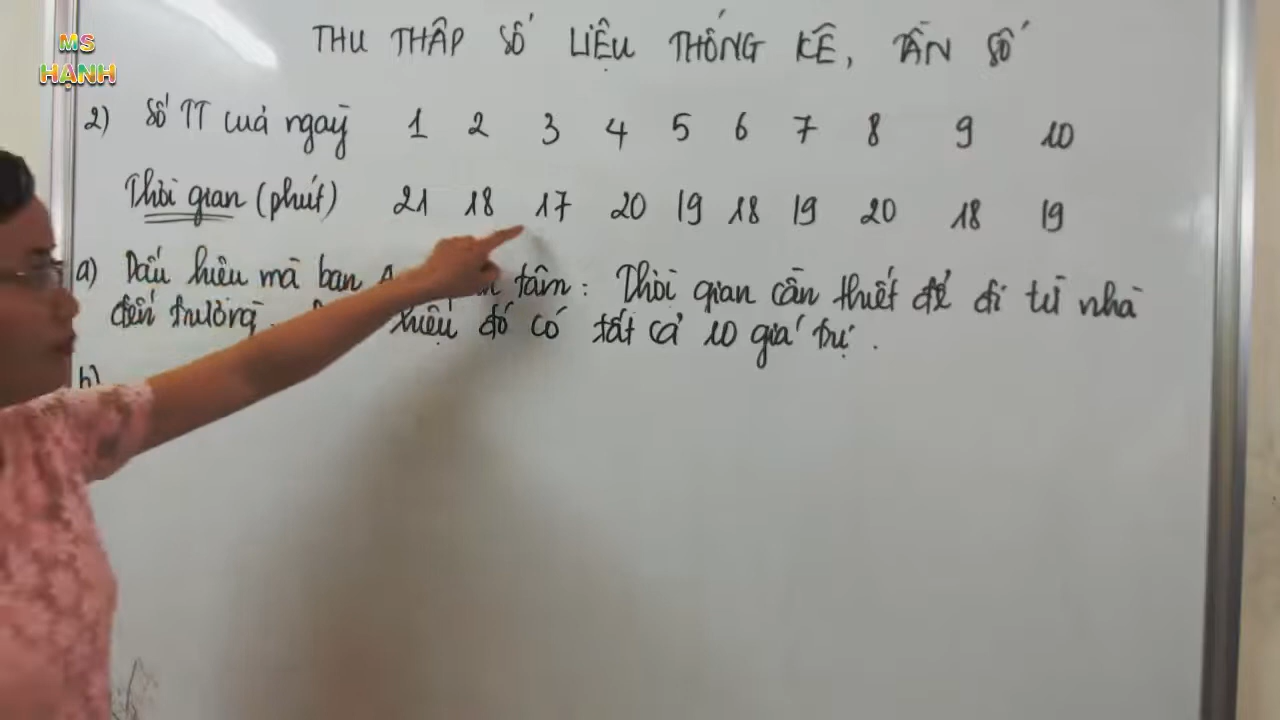 MS
HẠNH
THU THẬP SỐ LIỆU THỐNG KÊ, TẦN SỐ
2) Số TT của ngày 1 2 3 4 5 6 7 8 9 10
Thời gian (phút) 21 18 17 20 19 18 19 20 18 19
a) Dấu hiệu mà bạn tâm : Thời gian cần thiết để đi từ nhà
đến trường. hiệu đó có tất cả 10 giá trị .
b)